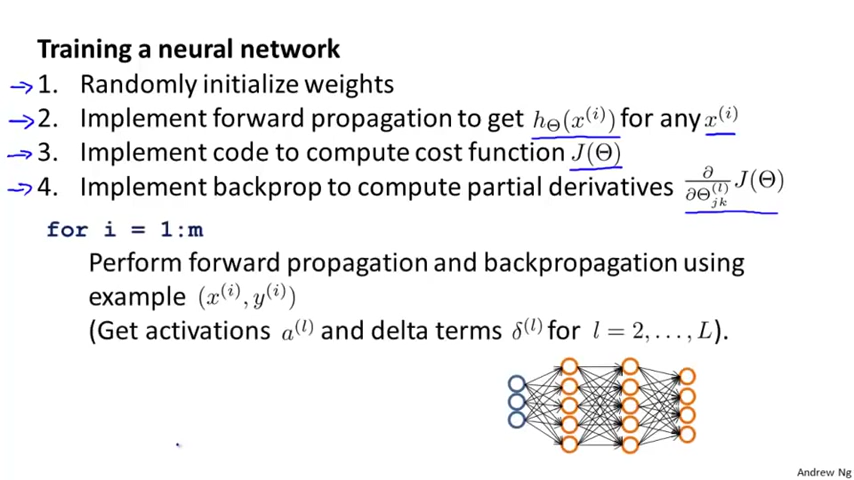 Training a neural network
→ 1. Randomly initialize weights
→ 2. Implement forward propagation to get h_Θ(x^(i)) for any x^(i)
→ 3. Implement code to compute cost function J(Θ)
→ 4. Implement backprop to compute partial derivatives ∂/∂Θ_jk^(l) J(Θ)
for i = 1:m
Perform forward propagation and backpropagation using
example (x^(i), y^(i))
(Get activations a^(l) and delta terms δ^(l) for l = 2, . . . , L).
Andrew Ng